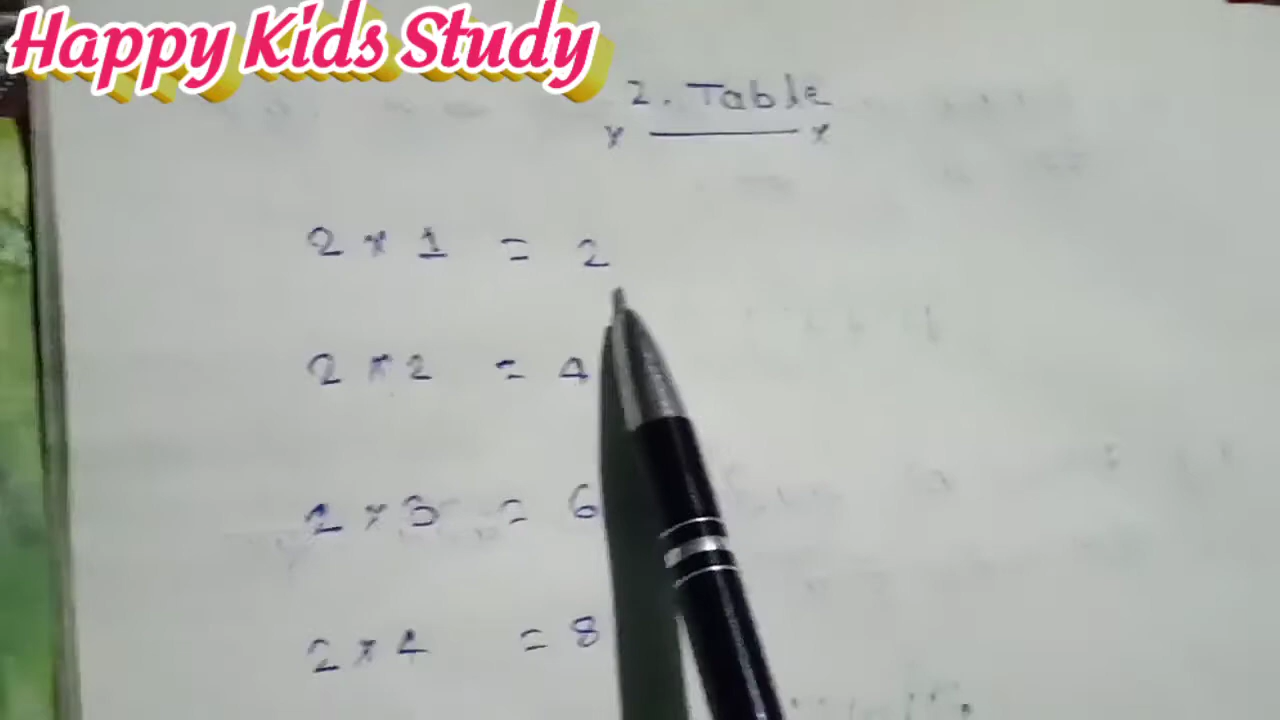 Happy Kids Study
2. Table
x ——— x
2 × 1 = 2
2 × 2 = 4
2 × 3 = 6
2 × 4 = 8